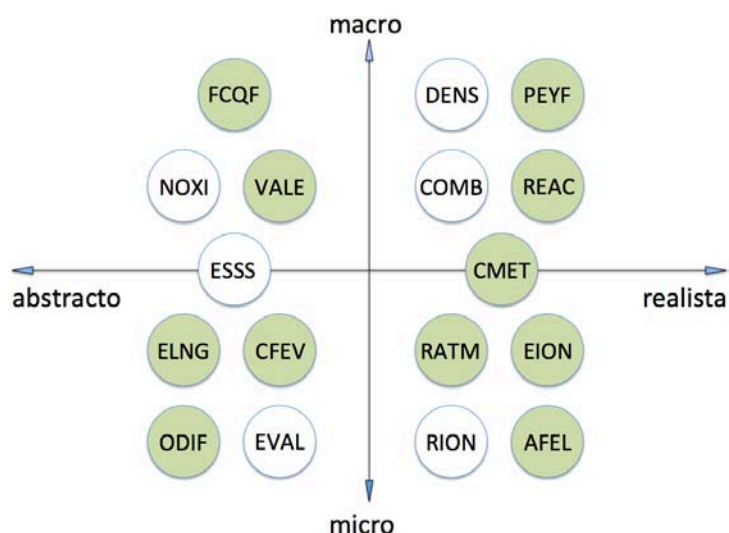 macro
FCQF DENS PEYF
NOXI VALE COMB REAC
ESSS CMET
abstracto realista
ELNG CFEV RATM EION
ODIF EVAL RION AFEL
micro